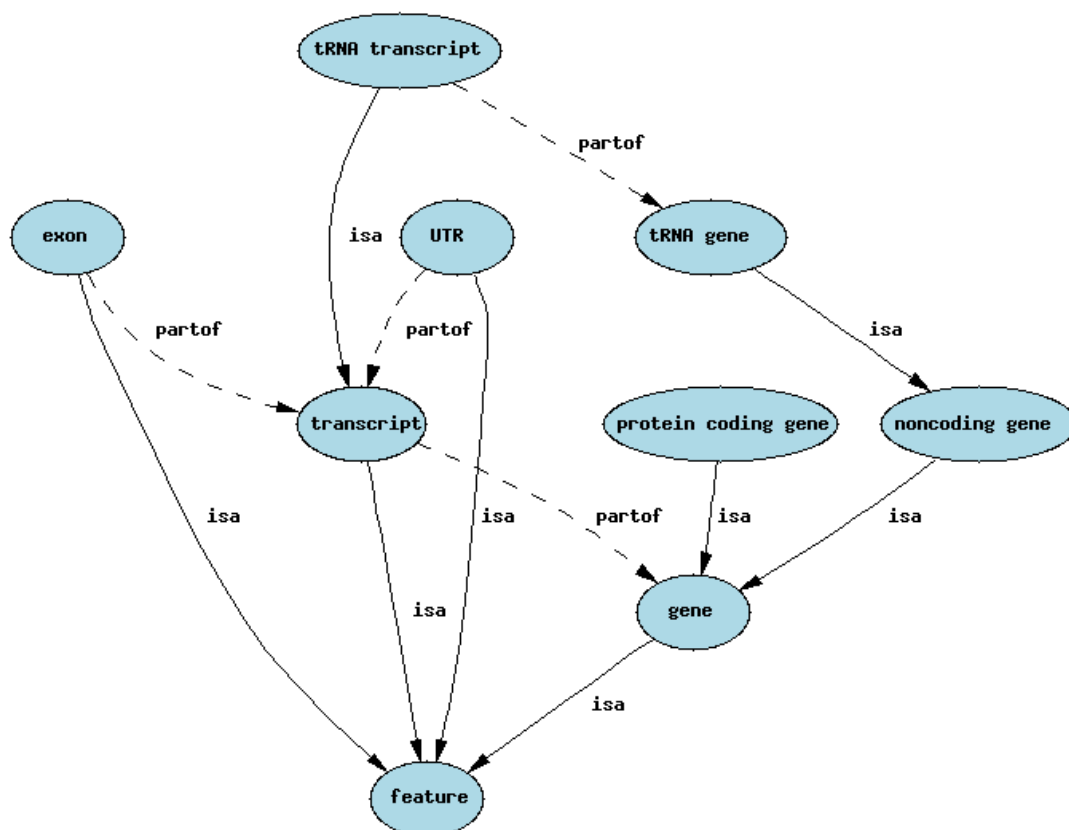 tRNA transcript
partof
exon
isa
UTR
tRNA gene
partof
partof
isa
transcript
protein coding gene
noncoding gene
isa
partof
isa
isa
isa
isa
gene
isa
feature